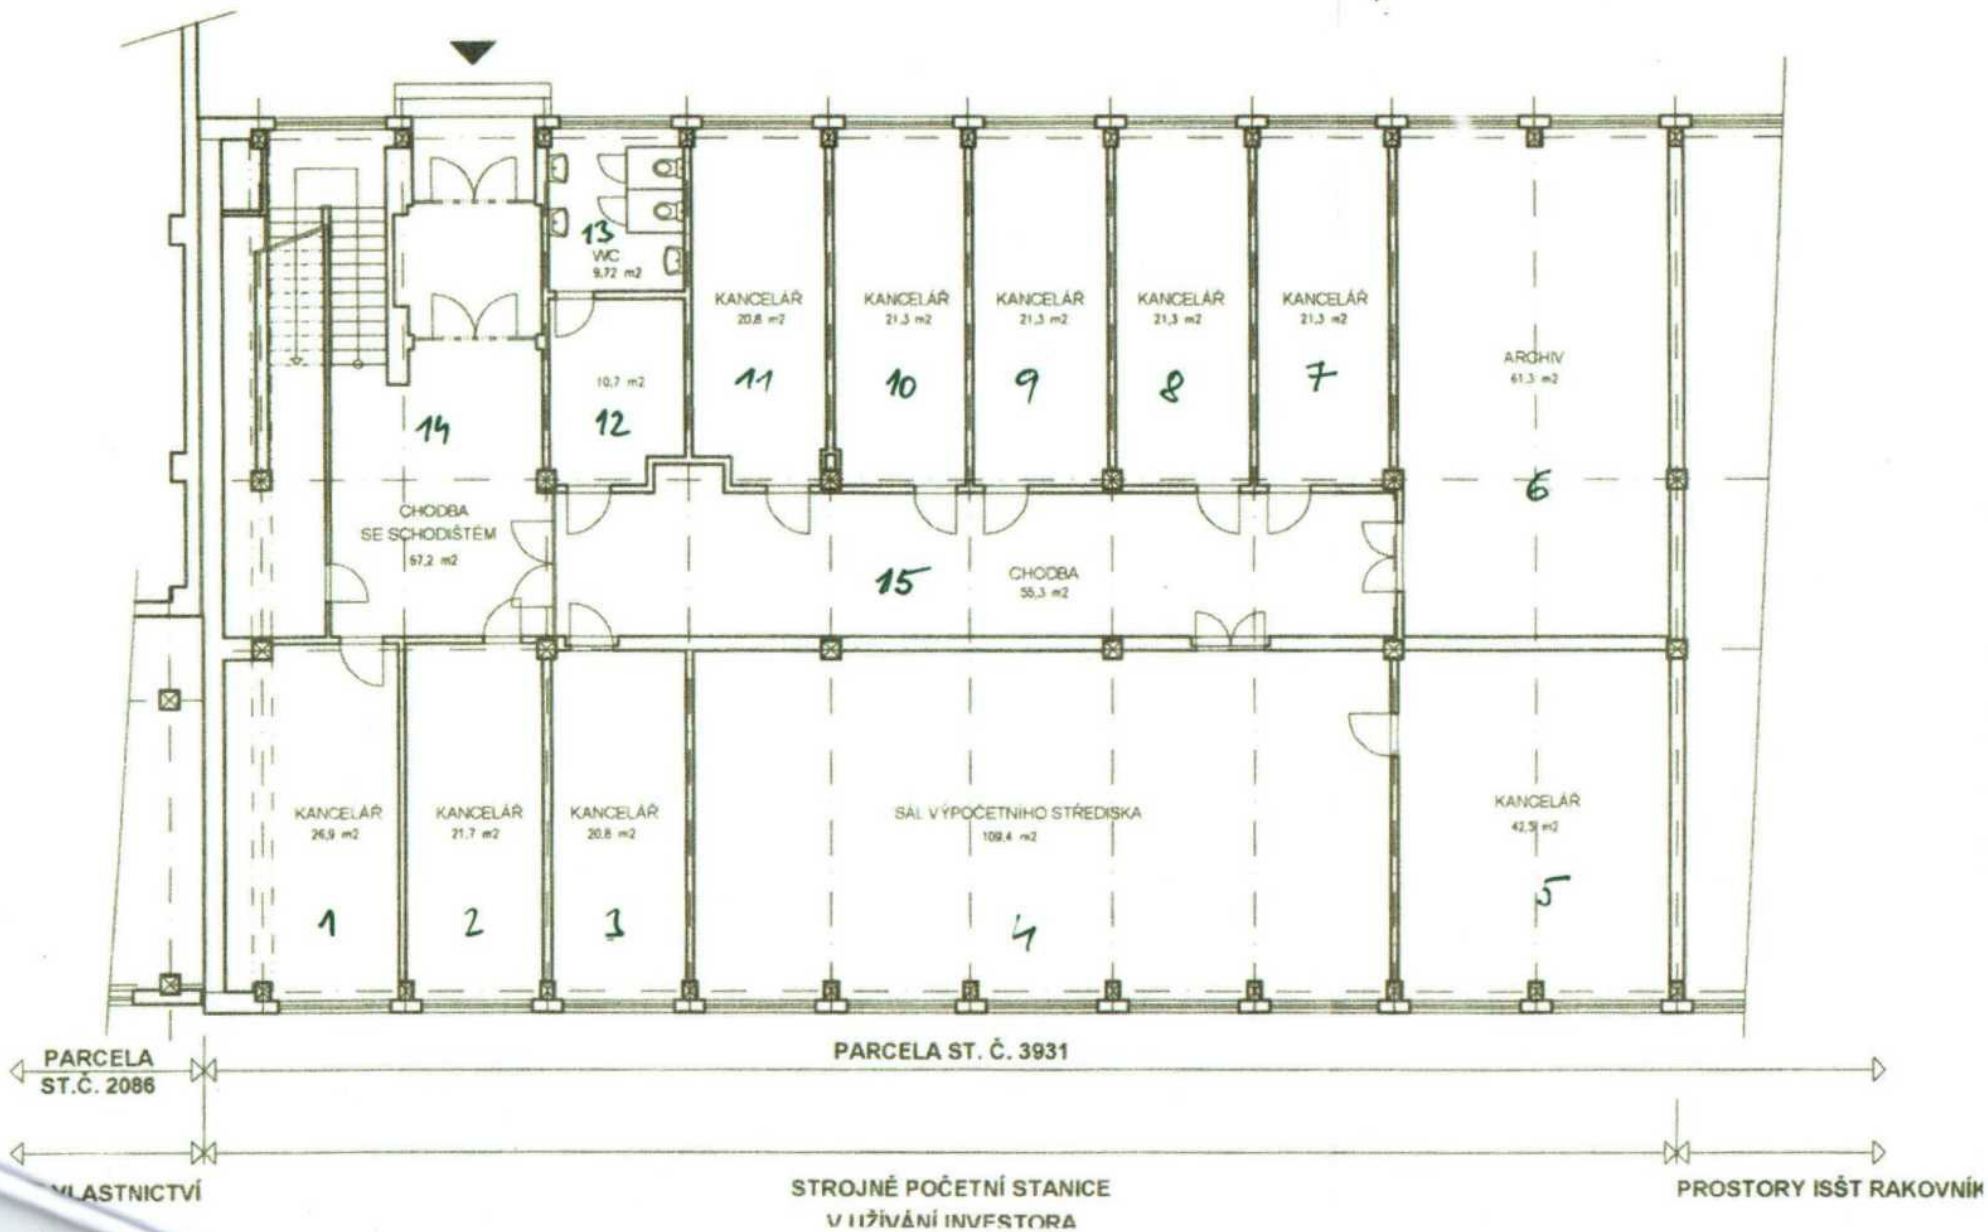 13
WC
9,72 m2
KANCELÁŘ
20,8 m2
11
KANCELÁŘ
21,3 m2
10
KANCELÁŘ
21,3 m2
9
KANCELÁŘ
21,3 m2
8
KANCELÁŘ
21,3 m2
7
ARCHIV
61,3 m2
6
10,7 m2
12
14
CHODBA
SE SCHODIŠTĚM
67,2 m2
15
CHODBA
55,3 m2
KANCELÁŘ
26,9 m2
1
KANCELÁŘ
21,7 m2
2
KANCELÁŘ
20,8 m2
3
SÁL VÝPOČETNÍHO STŘEDISKA
109,4 m2
4
KANCELÁŘ
42,5 m2
5
PARCELA
ST.Č. 2086
PARCELA ST. Č. 3931
VLASTNICTVÍ
STROJNĚ POČETNÍ STANICE
V UŽÍVÁNÍ INVESTORA
PROSTORY ISŠT RAKOVNÍK